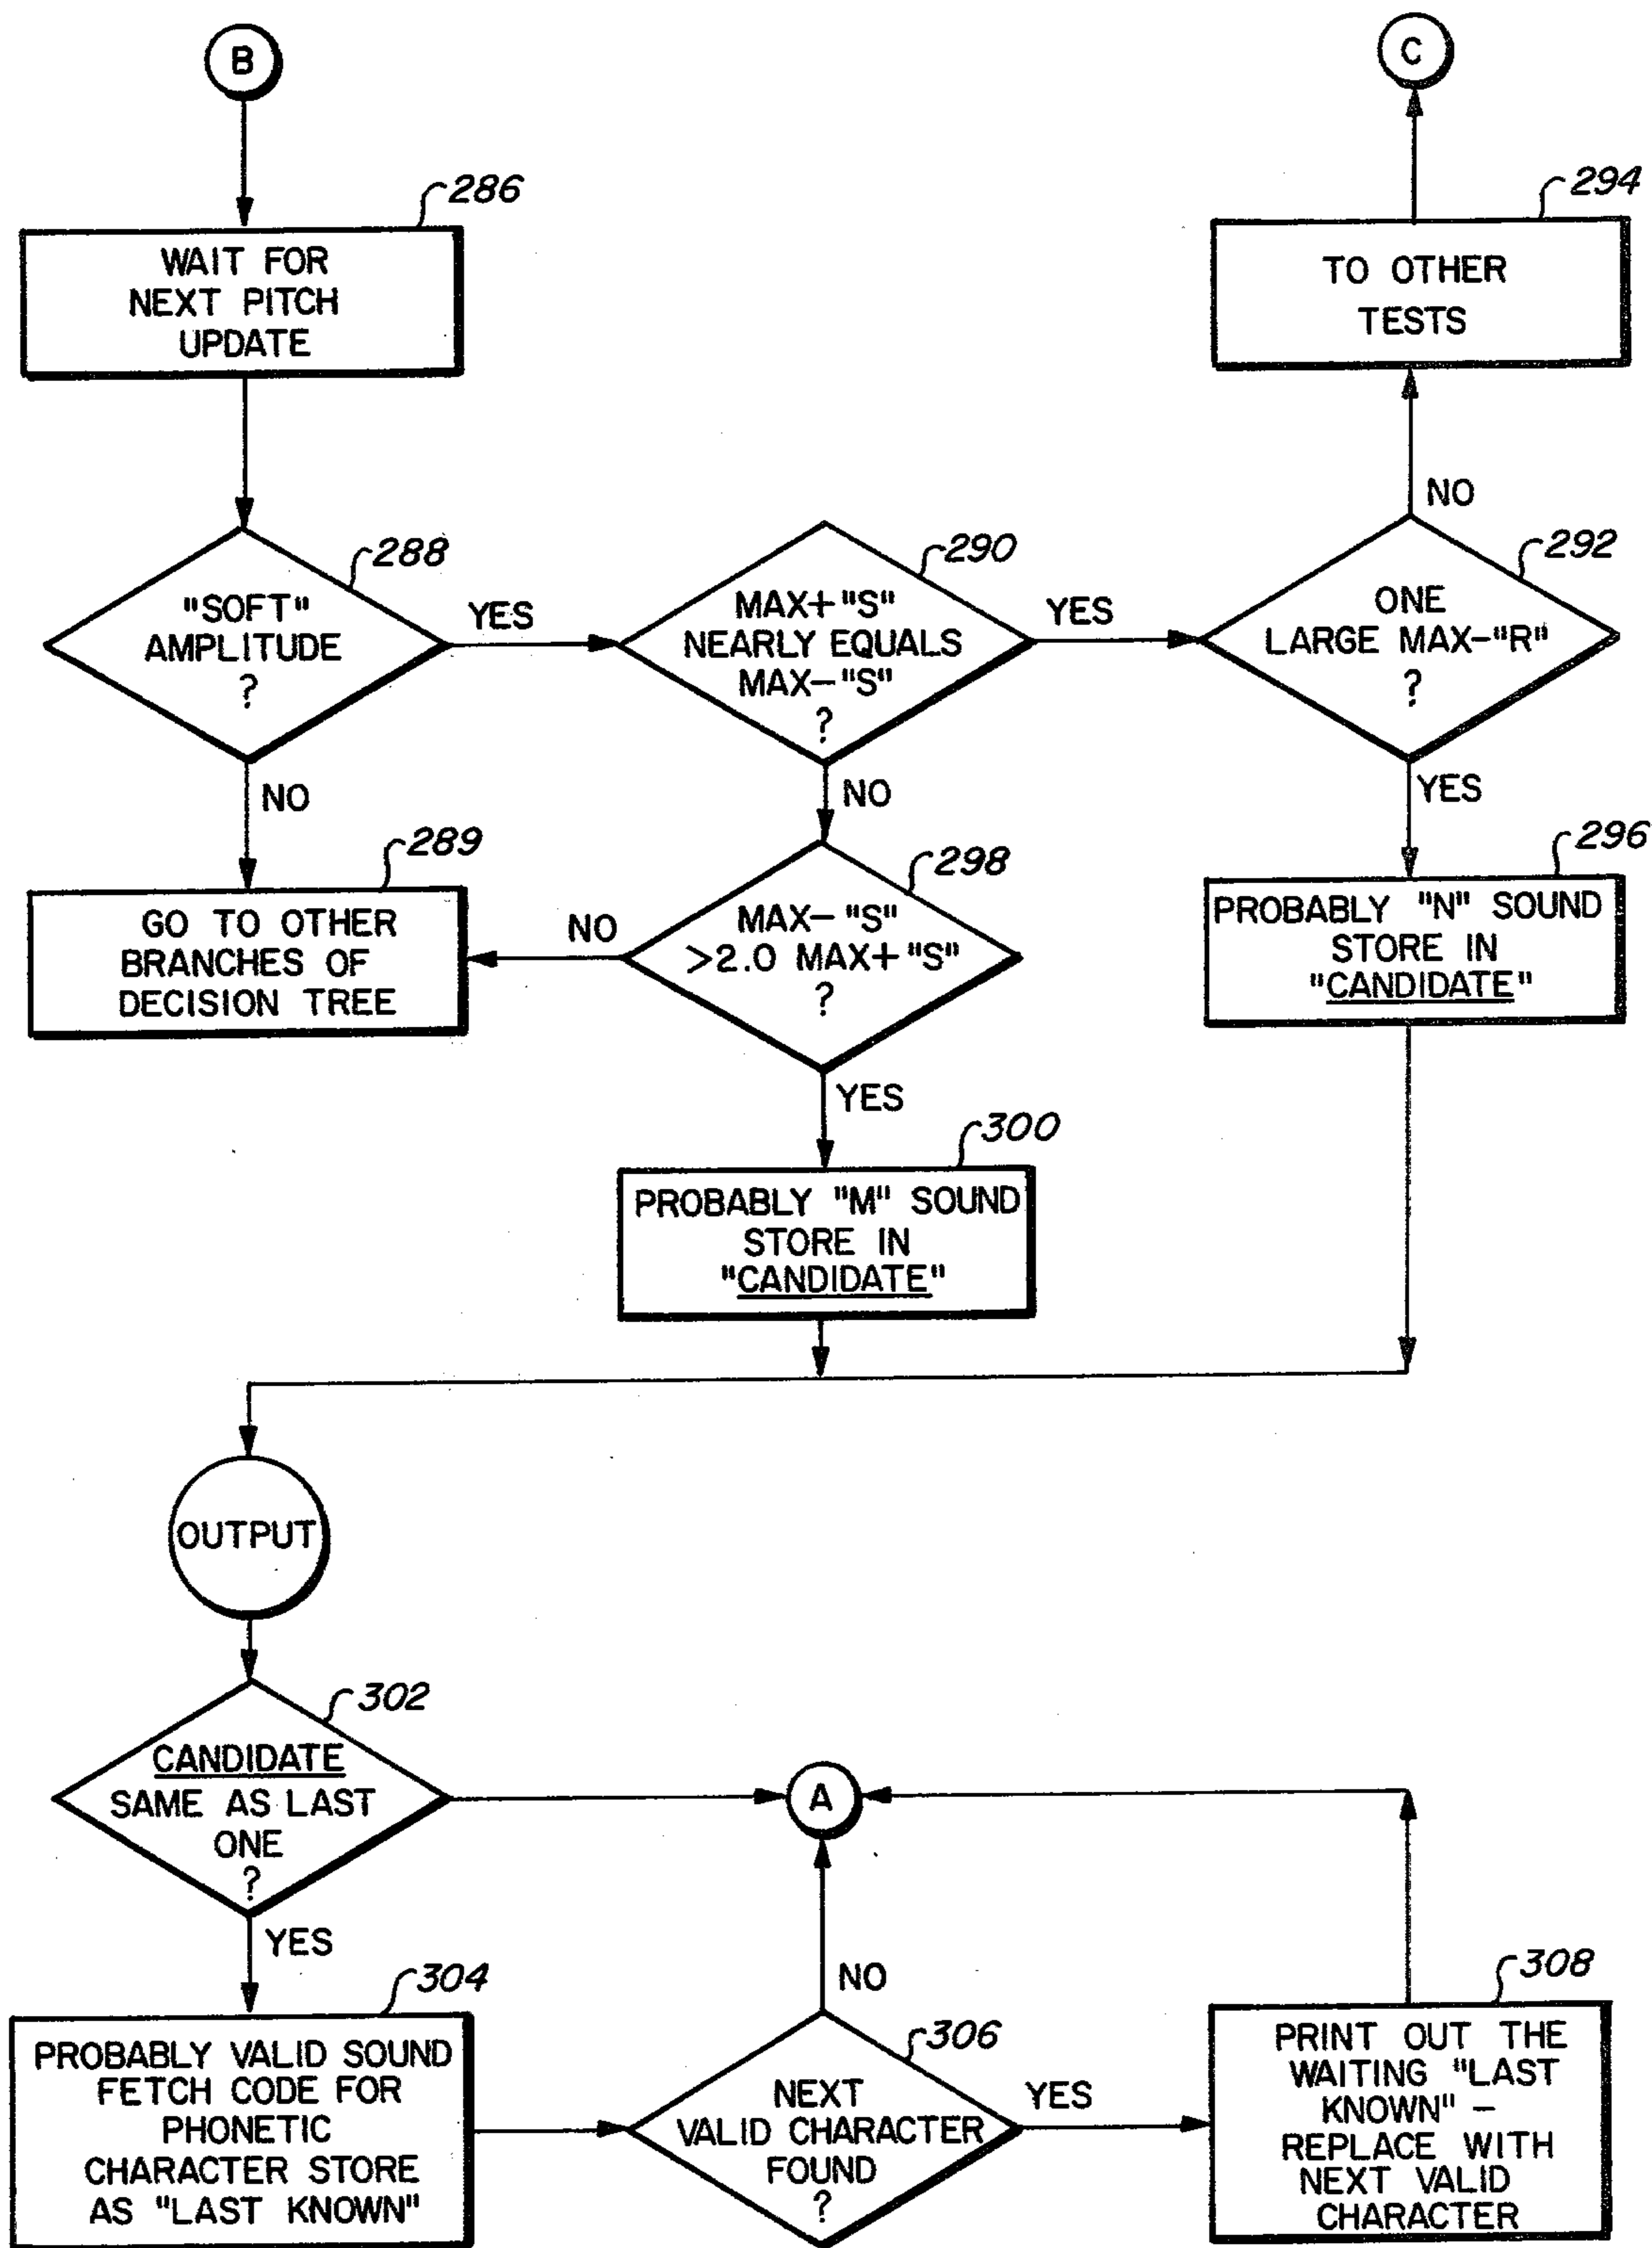 B
C
286
WAIT FOR
NEXT PITCH
UPDATE
294
TO OTHER
TESTS
288
"SOFT"
AMPLITUDE
?
YES
NO
290
MAX+"S"
NEARLY EQUALS
MAX-"S"
?
YES
NO
292
ONE
LARGE MAX-"R"
?
NO
YES
289
GO TO OTHER
BRANCHES OF
DECISION TREE
298
MAX-"S"
>2.0 MAX+"S"
?
NO
YES
296
PROBABLY "N" SOUND
STORE IN
"CANDIDATE"
300
PROBABLY "M" SOUND
STORE IN
"CANDIDATE"
OUTPUT
302
CANDIDATE
SAME AS LAST
ONE
?
YES
A
304
PROBABLY VALID SOUND
FETCH CODE FOR
PHONETIC
CHARACTER STORE
AS "LAST KNOWN"
306
NEXT
VALID CHARACTER
FOUND
?
NO
YES
308
PRINT OUT THE
WAITING "LAST
KNOWN" –
REPLACE WITH
NEXT VALID
CHARACTER